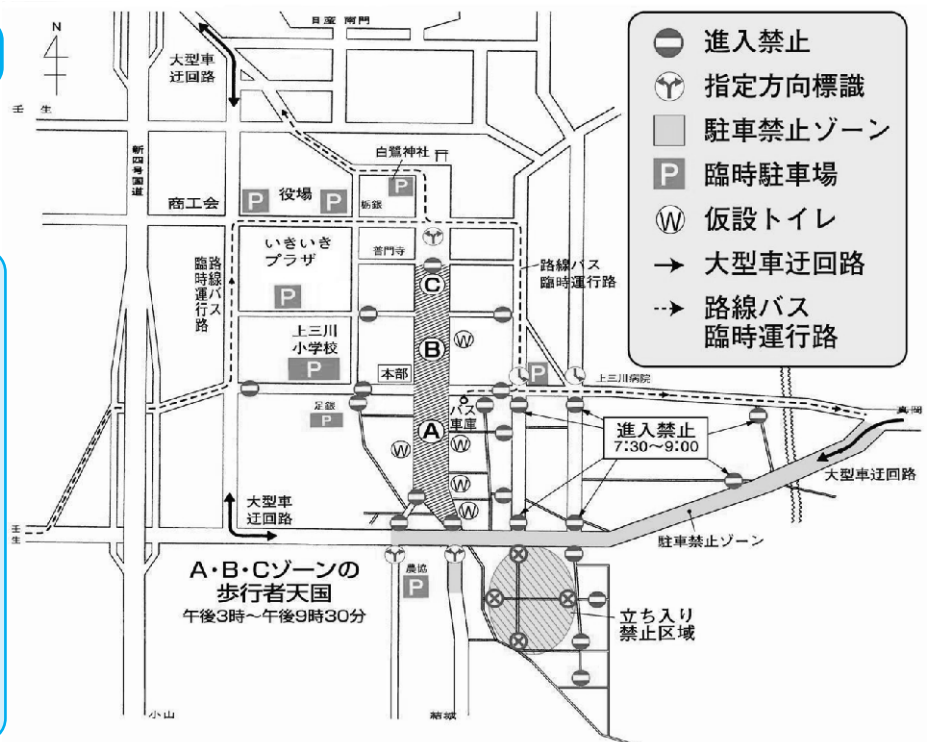 N
日産 南門
大型車
迂回路
壬生
新四号国道
白鷺神社
商工会
P
役場
P
栃銀
P
いきいき
プラザ
普門寺
路線バス
臨時運行路
路線バス
臨時運行路
P
C
上三川
小学校
P
B
W
本部
P
上三川病院
足銀
P
バス
車庫
真岡
A
W
W
進入禁止
7:30〜9:00
大型車迂回路
W
大型車
迂回路
W
壬生
駐車禁止ゾーン
A・B・Cゾーンの
歩行者天国
午後3時〜午後9時30分
農協
P
立ち入り
禁止区域
小山
結城
進入禁止
指定方向標識
駐車禁止ゾーン
P 臨時駐車場
W 仮設トイレ
大型車迂回路
路線バス
臨時運行路